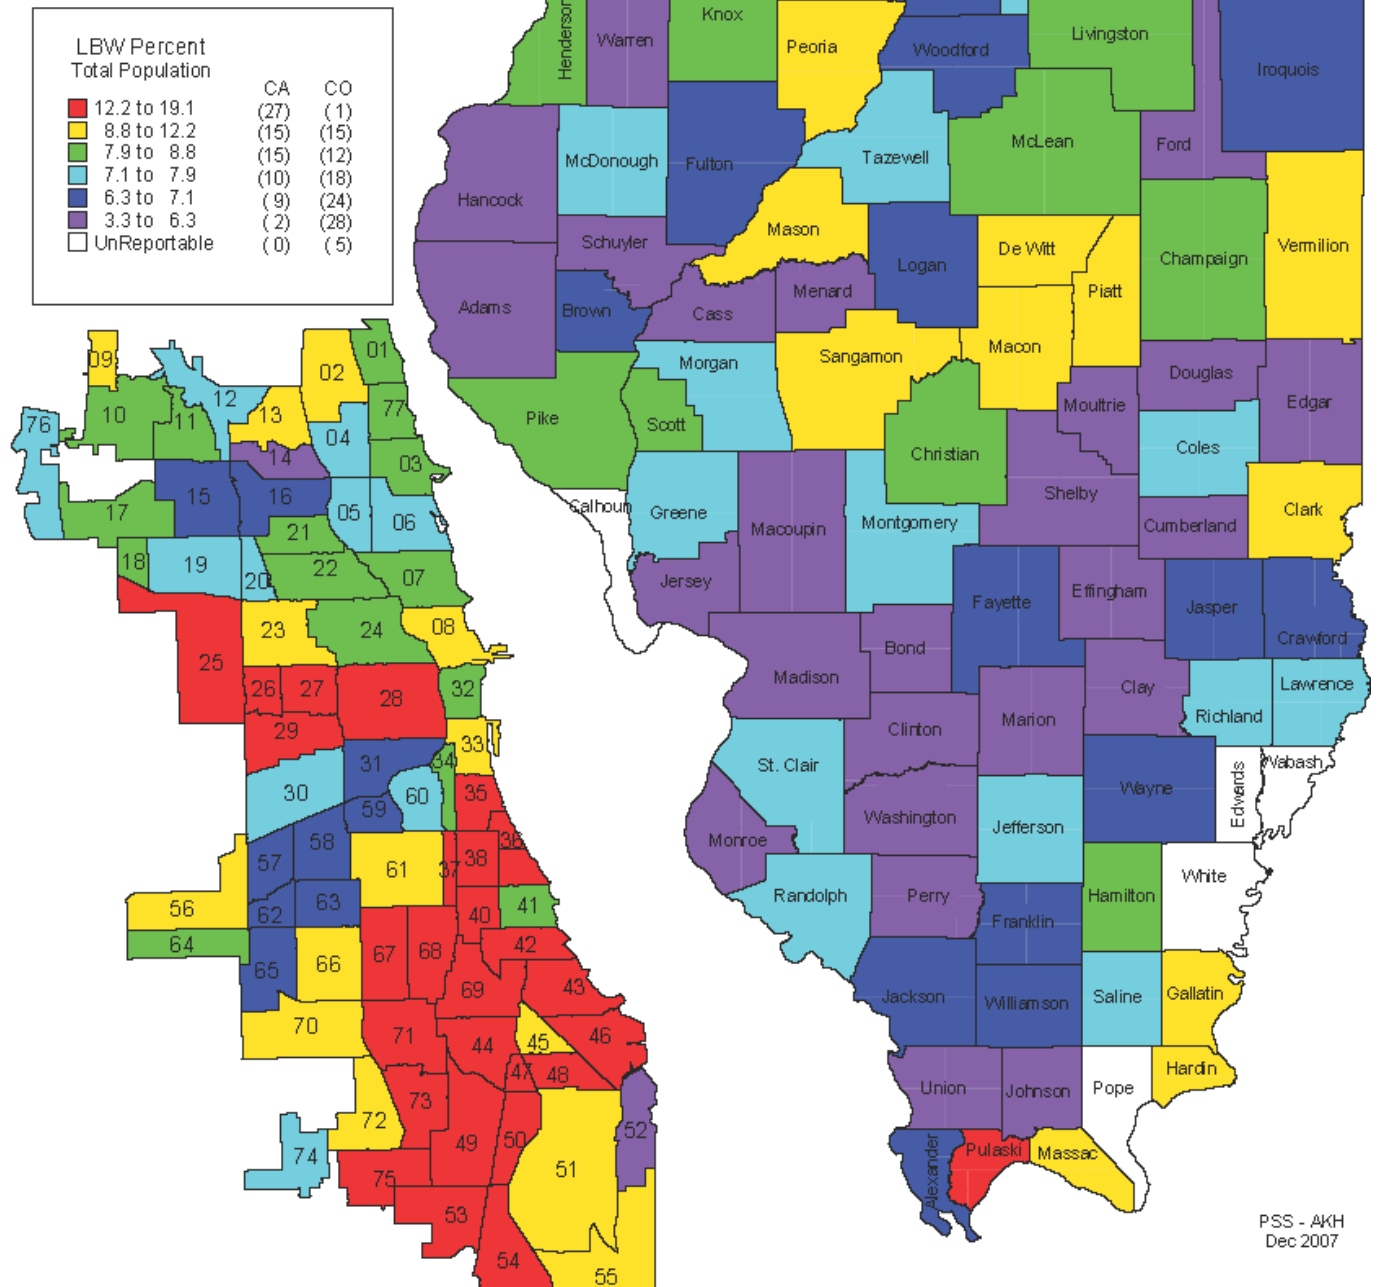 LBW Percent
Total Population
CA CO
12.2 to 19.1 (27) (1)
8.8 to 12.2 (15) (15)
7.9 to 8.8 (15) (12)
7.1 to 7.9 (10) (18)
6.3 to 7.1 ( 9) (24)
3.3 to 6.3 ( 2) (28)
UnReportable ( 0) ( 5)
Henderson
Warren
Knox
Peoria
Woodford
Livingston
Iroquois
Hancock
McDonough
Fulton
Tazewell
McLean
Ford
Schuyler
Mason
Logan
De Witt
Piatt
Champaign
Vermilion
Adams
Brown
Cass
Menard
Sangamon
Macon
Douglas
Edgar
Pike
Scott
Morgan
Christian
Moultrie
Coles
Shelby
Calhoun
Greene
Macoupin
Montgomery
Cumberland
Clark
Jersey
Fayette
Effingham
Jasper
Crawford
Madison
Bond
Clay
Richland
Lawrence
Clinton
Marion
St. Clair
Wayne
Edwards
Wabash
Monroe
Washington
Jefferson
Randolph
Perry
Hamilton
White
Franklin
Jackson
Williamson
Saline
Gallatin
Union
Johnson
Pope
Hardin
Alexander
Pulaski
Massac
09
02
01
10
11
12
13
77
76
04
14
03
17
15
16
05
06
21
18
19
20
22
07
23
24
08
25
26
27
28
32
29
33
31
34
30
59
60
35
58
36
57
61
37
38
56
62
63
40
41
64
65
66
67
68
42
69
43
70
71
44
45
46
47
48
72
73
49
50
52
74
75
51
53
54
55
PSS - AKH
Dec 2007